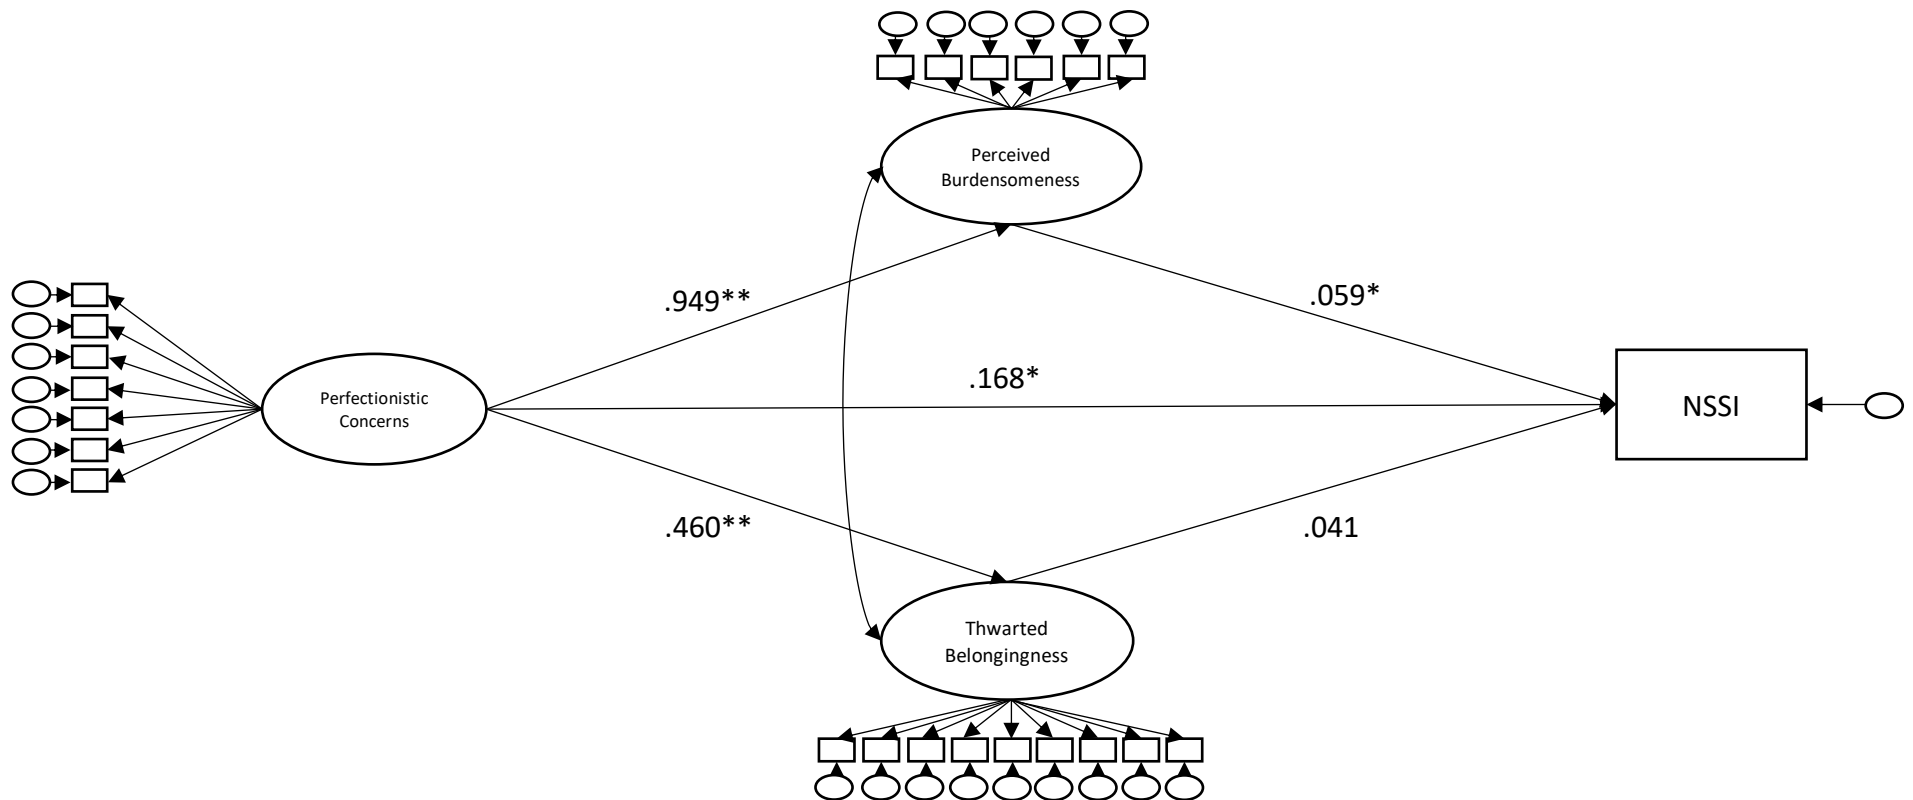 Perceived
Burdensomeness
.949**
.059*
.168*
Perfectionistic
Concerns
NSSI
.460**
.041
Thwarted
Belongingness